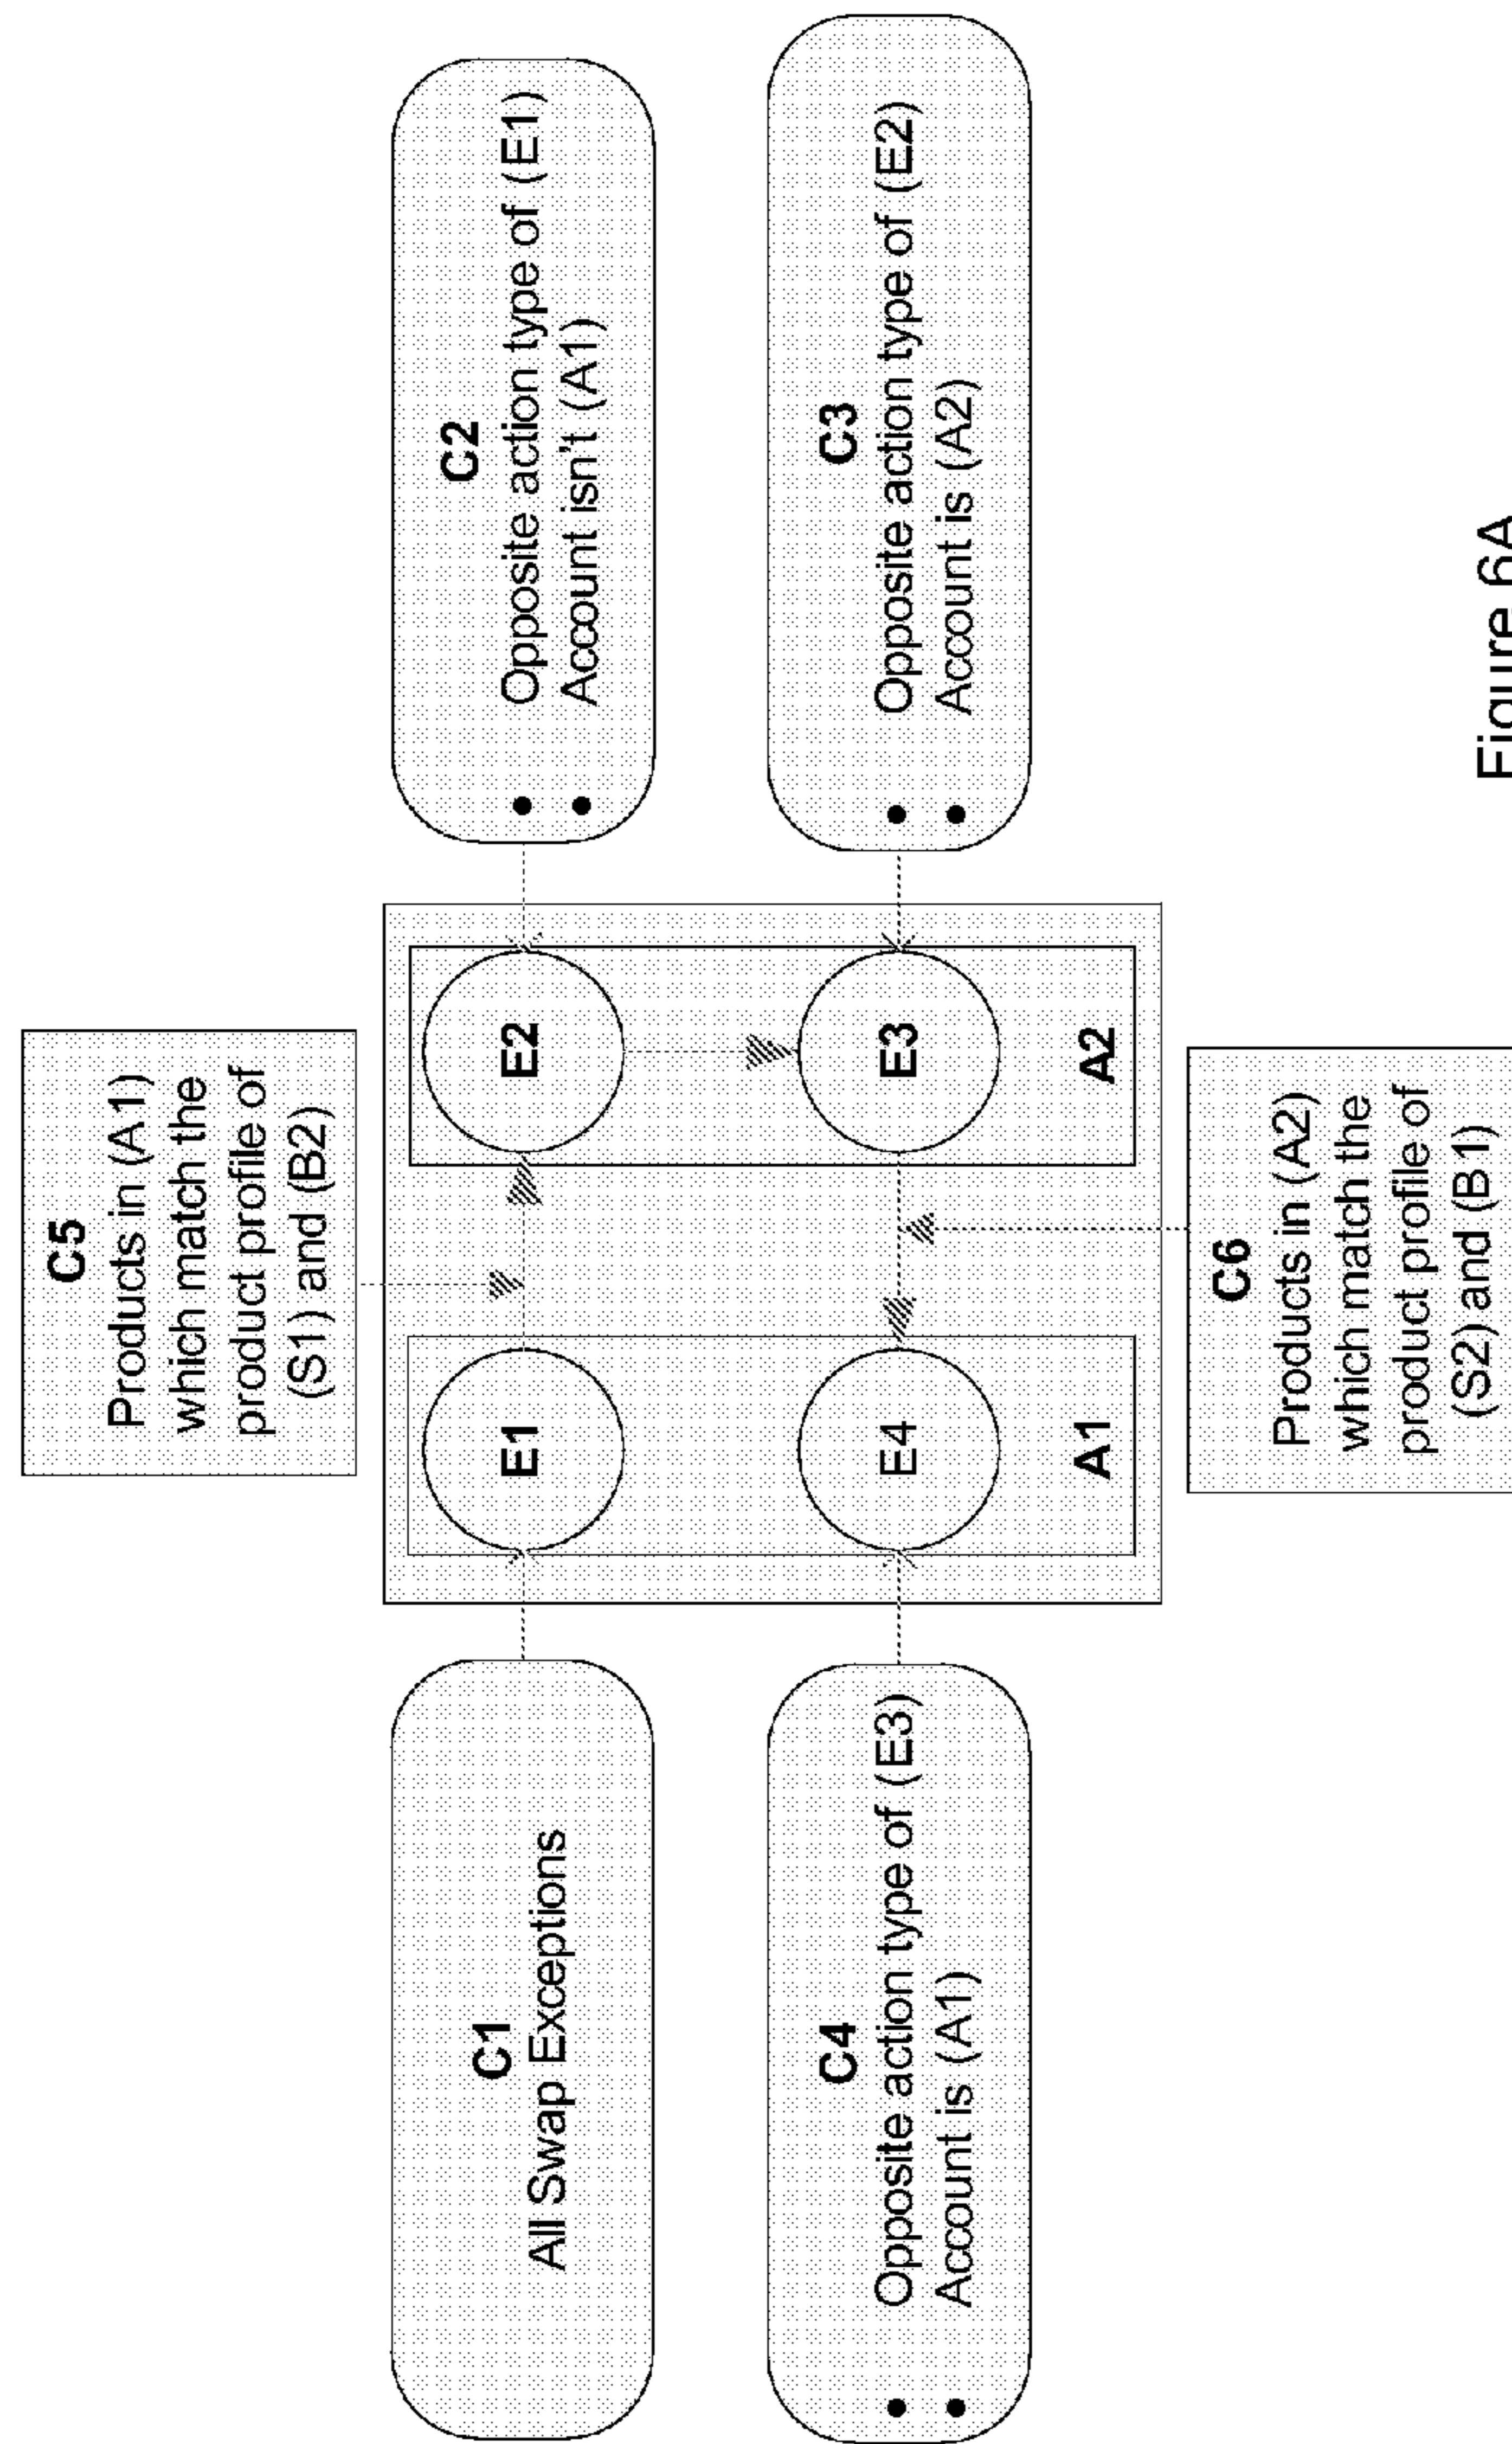 C5
Products in (A1)
which match the
product profile of
(S1) and (B2)
C1
All Swap Exceptions
E1
E2
C2
• Opposite action type of (E1)
• Account isn't (A1)
C4
• Opposite action type of (E3)
• Account is (A1)
E4
E3
C3
• Opposite action type of (E2)
• Account is (A2)
A1
A2
C6
Products in (A2)
which match the
product profile of
(S2) and (B1)
Figure 6A